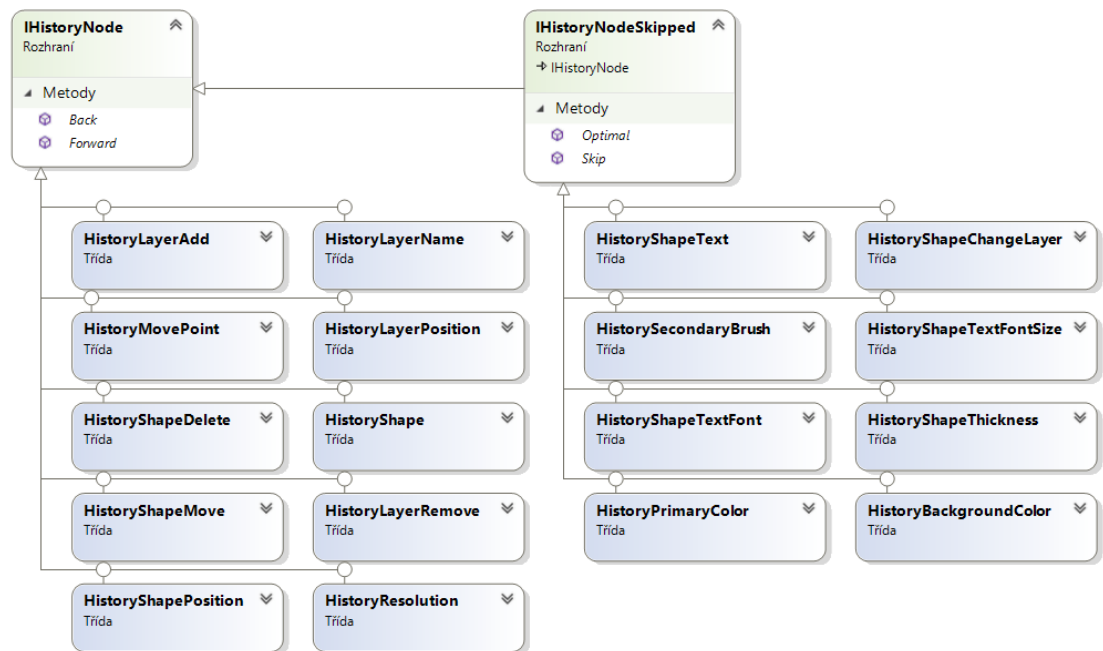 IHistoryNode
Rozhraní
Metody
Back
Forward
IHistoryNodeSkipped
Rozhraní
IHistoryNode
Metody
Optimal
Skip
HistoryLayerAdd
Třída
HistoryLayerName
Třída
HistoryMovePoint
Třída
HistoryLayerPosition
Třída
HistoryShapeDelete
Třída
HistoryShape
Třída
HistoryShapeMove
Třída
HistoryLayerRemove
Třída
HistoryShapePosition
Třída
HistoryResolution
Třída
HistoryShapeText
Třída
HistoryShapeChangeLayer
Třída
HistorySecondaryBrush
Třída
HistoryShapeTextFontSize
Třída
HistoryShapeTextFont
Třída
HistoryShapeThickness
Třída
HistoryPrimaryColor
Třída
HistoryBackgroundColor
Třída